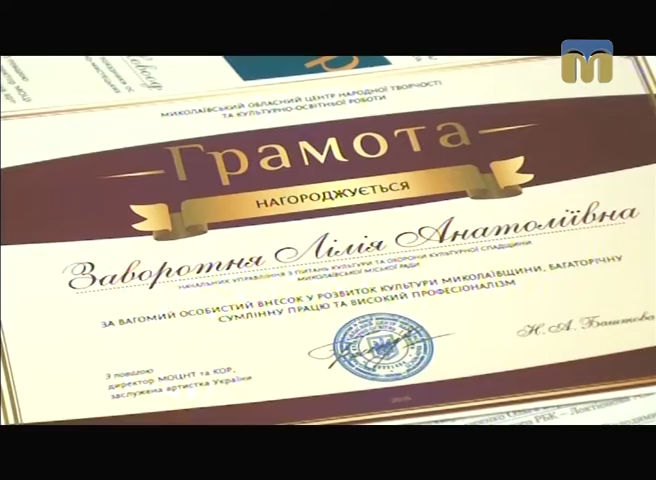 МИКОЛАЇВСЬКИЙ ОБЛАСНИЙ ЦЕНТР НАРОДНОЇ ТВОРЧОСТІ
ТА КУЛЬТУРНО-ОСВІТНЬОЇ РОБОТИ
Грамота
НАГОРОДЖУЄТЬСЯ
Заворотня Лілія Анатоліївна
НАЧАЛЬНИК УПРАВЛІННЯ З ПИТАНЬ КУЛЬТУРИ ТА ОХОРОНИ КУЛЬТУРНОЇ СПАДЩИНИ
МИКОЛАЇВСЬКОЇ МІСЬКОЇ РАДИ
ЗА ВАГОМИЙ ОСОБИСТИЙ ВНЕСОК У РОЗВИТОК КУЛЬТУРИ МИКОЛАЇВЩИНИ, БАГАТОРІЧНУ
СУМЛІННУ ПРАЦЮ ТА ВИСОКИЙ ПРОФЕСІОНАЛІЗМ
З повагою
директор МОЦНТ та КОР,
заслужена артистка України
Н. А. Баштова